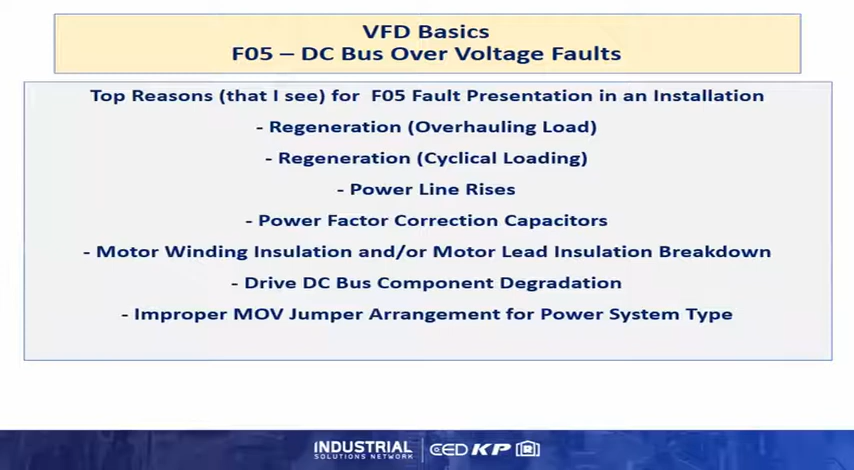 VFD Basics
F05 – DC Bus Over Voltage Faults
Top Reasons (that I see) for F05 Fault Presentation in an Installation
- Regeneration (Overhauling Load)
- Regeneration (Cyclical Loading)
- Power Line Rises
- Power Factor Correction Capacitors
- Motor Winding Insulation and/or Motor Lead Insulation Breakdown
- Drive DC Bus Component Degradation
- Improper MOV Jumper Arrangement for Power System Type
INDUSTRIAL
SOLUTIONS NETWORK
CED KP R